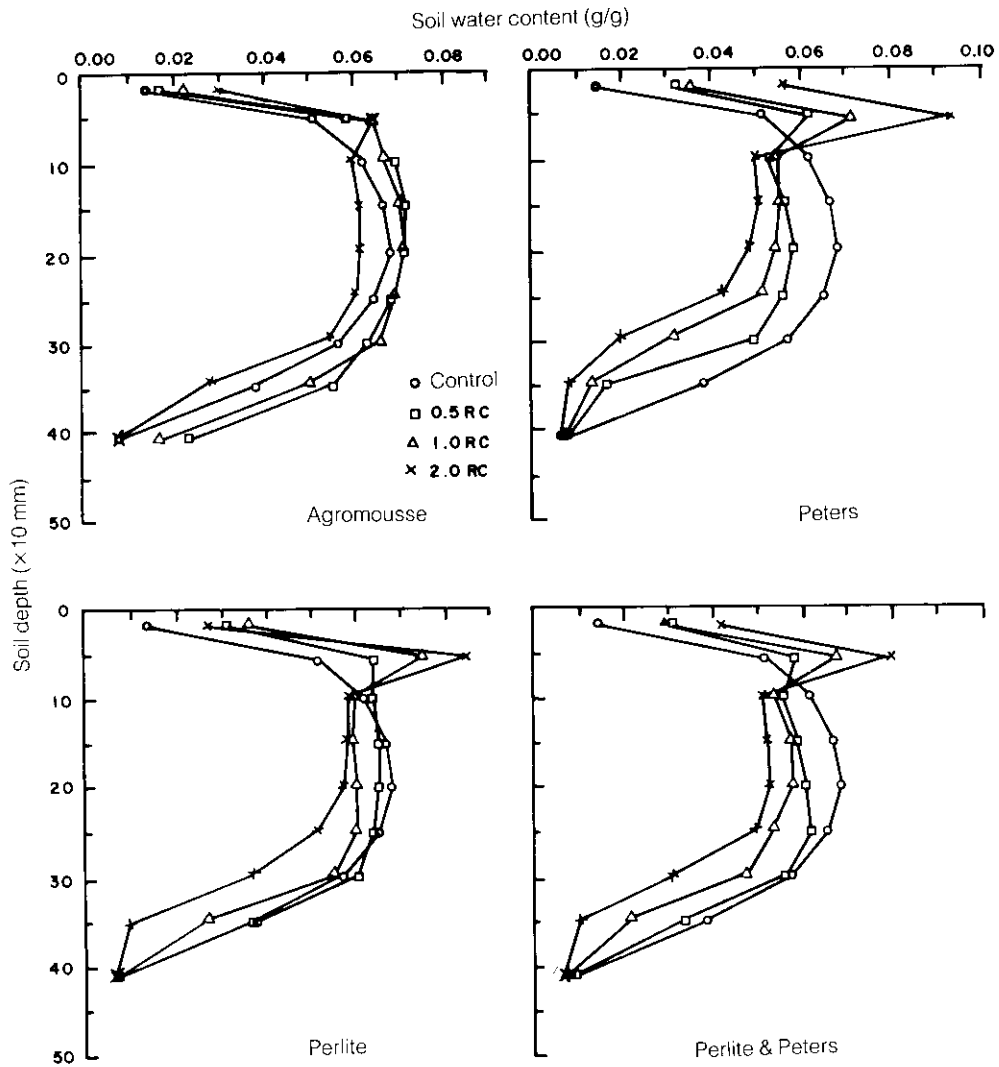 Soil water content (g/g)
0.00 0.02 0.04 0.06 0.08
0.00 0.02 0.04 0.06 0.08 0.10
0
10
20
30
40
50
○ Control
□ 0.5 RC
△ 1.0 RC
× 2.0 RC
Agromousse
Peters
Soil depth (×10 mm)
0
10
20
30
40
50
Perlite
Perlite & Peters